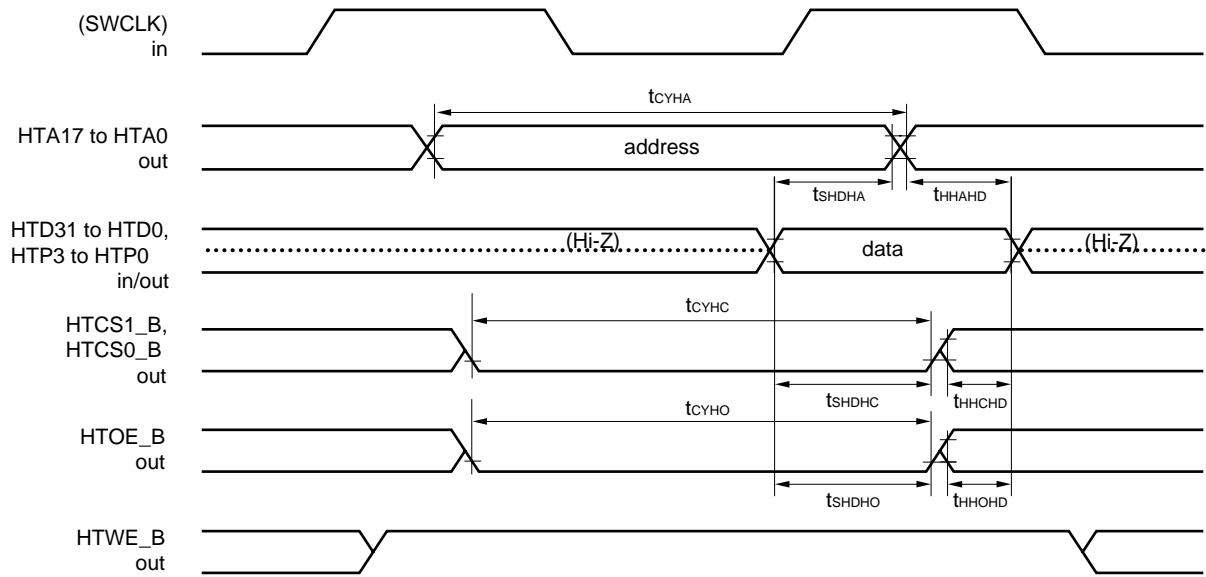 (SWCLK)
in
tCYHA
HTA17 to HTA0
out
address
tSHDHA
tHHAHD
HTD31 to HTD0,
HTP3 to HTP0
in/out
(Hi-Z)
data
(Hi-Z)
HTCS1_B,
HTCS0_B
out
tCYHC
tSHDHC
tHHCHD
HTOE_B
out
tCYHO
tSHDHO
tHHOHD
HTWE_B
out